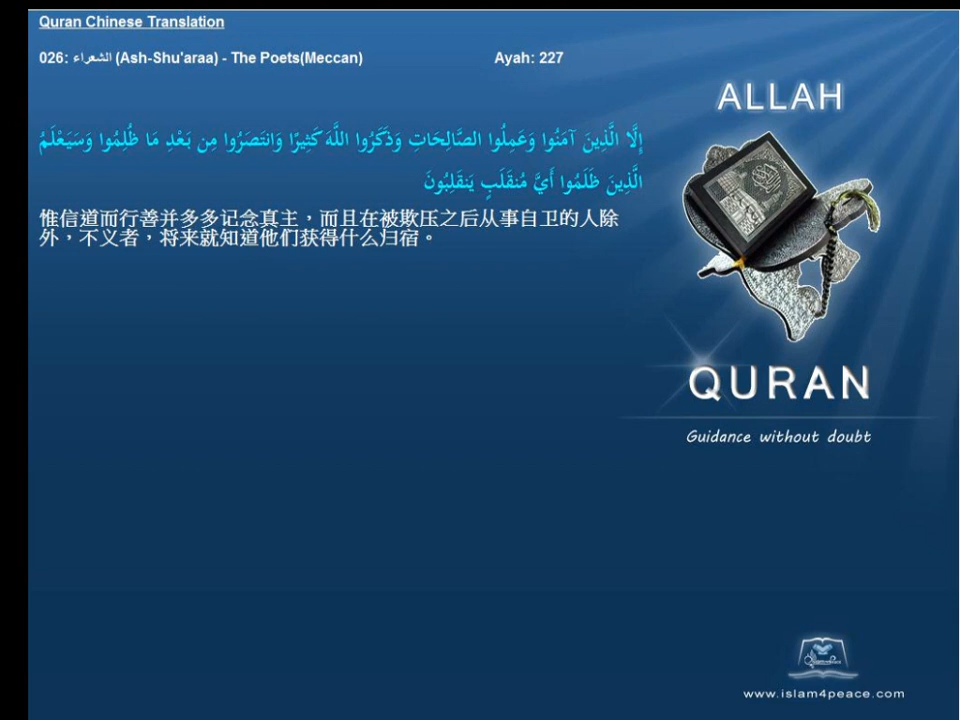 Quran Chinese Translation
026: الشعراء (Ash-Shu'araa) - The Poets(Meccan) Ayah: 227
ALLAH
إِلَّا الَّذِينَ آمَنُوا وَعَمِلُوا الصَّالِحَاتِ وَذَكَرُوا اللَّهَ كَثِيرًا وَانتَصَرُوا مِن بَعْدِ مَا ظُلِمُوا وَسَيَعْلَمُ
الَّذِينَ ظَلَمُوا أَيَّ مُنقَلَبٍ يَنقَلِبُونَ
惟信道而行善并多多记念真主，而且在被欺压之后从事自卫的人除
外，不义者，将来就知道他们获得什么归宿。
QURAN
Guidance without doubt
www.islam4peace.com